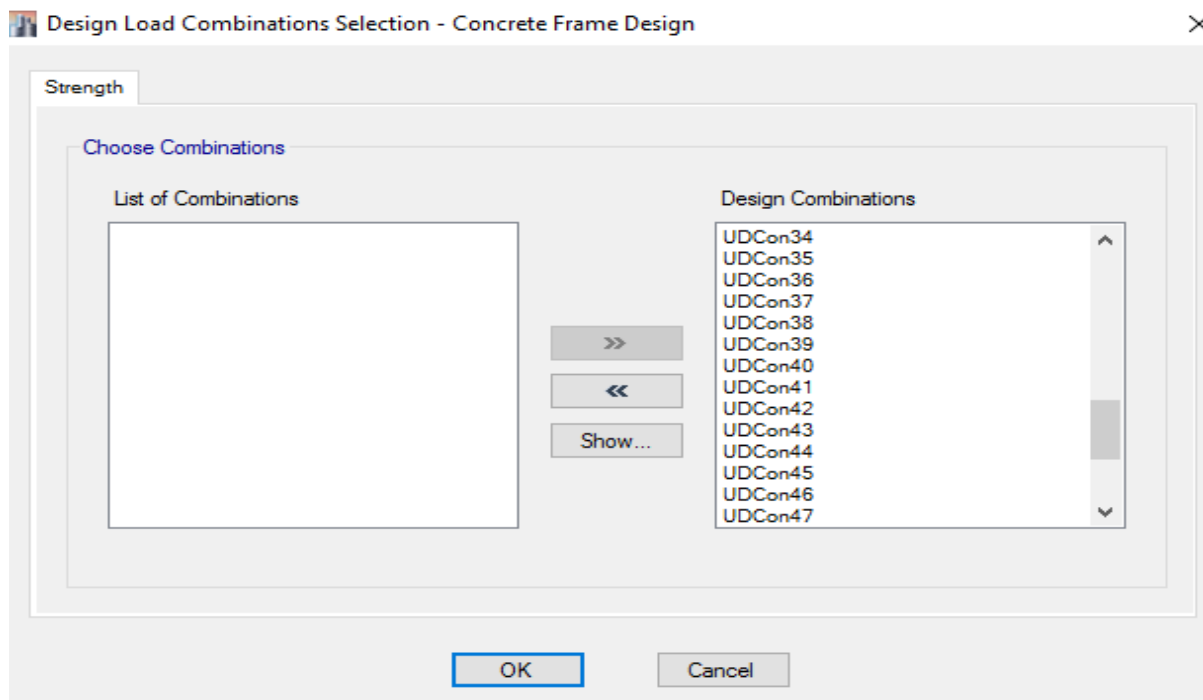 Design Load Combinations Selection - Concrete Frame Design
Strength
Choose Combinations
List of Combinations
Design Combinations
UDCon34
UDCon35
UDCon36
UDCon37
UDCon38
UDCon39
UDCon40
UDCon41
UDCon42
UDCon43
UDCon44
UDCon45
UDCon46
UDCon47
>>
<<
Show...
OK
Cancel